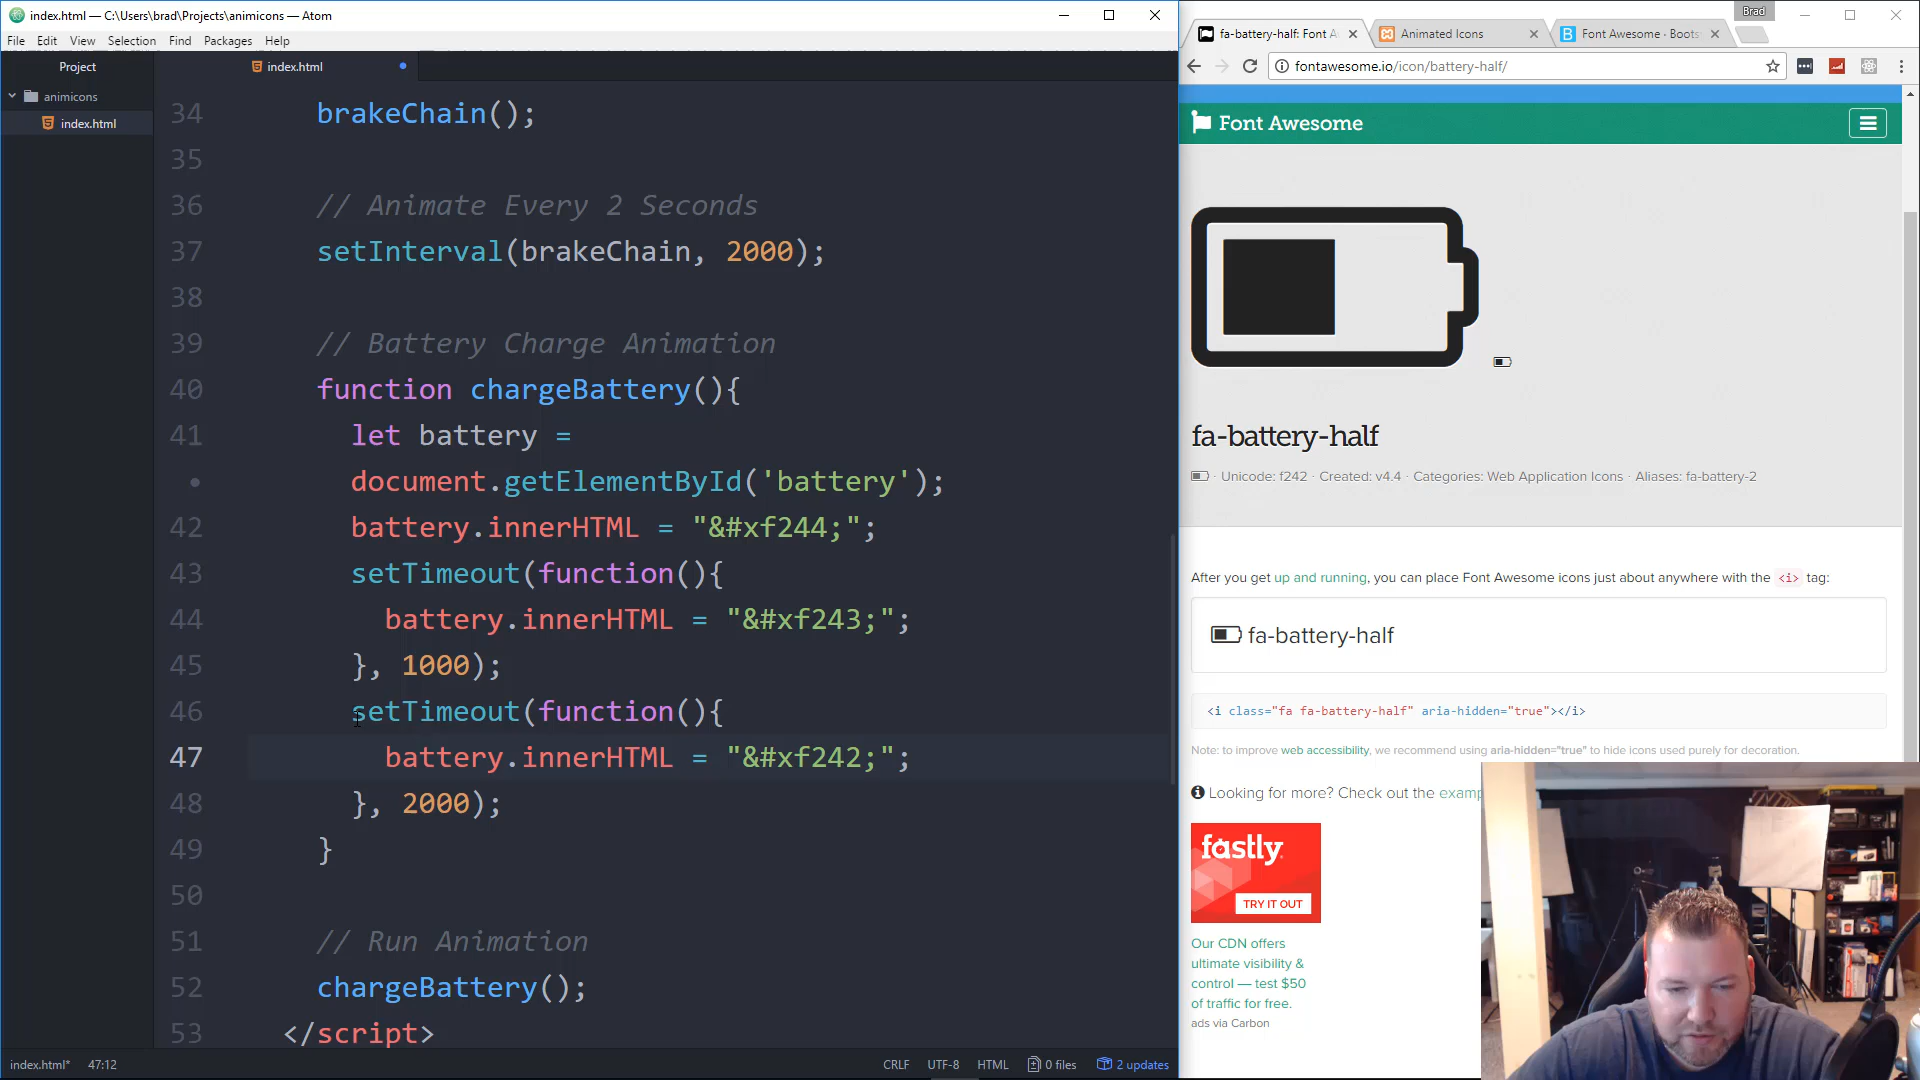 index.html — C:\Users\brad\Projects\animicons — Atom
File Edit View Selection Find Packages Help
Project
animicons
index.html
index.html
34 brakeChain();
35
36 // Animate Every 2 Seconds
37 setInterval(brakeChain, 2000);
38
39 // Battery Charge Animation
40 function chargeBattery(){
41 let battery =
• document.getElementById('battery');
42 battery.innerHTML = "&#xf244;";
43 setTimeout(function(){
44 battery.innerHTML = "&#xf243;";
45 }, 1000);
46 setTimeout(function(){
47 battery.innerHTML = "&#xf242;";
48 }, 2000);
49 }
50
51 // Run Animation
52 chargeBattery();
53 </script>
index.html* 47:12 CRLF UTF-8 HTML 0 files 2 updates
Brad
fa-battery-half: Font A
Animated Icons
Font Awesome · Boots
fontawesome.io/icon/battery-half/
Font Awesome
fa-battery-half
· Unicode: f242 · Created: v4.4 · Categories: Web Application Icons · Aliases: fa-battery-2
After you get up and running, you can place Font Awesome icons just about anywhere with the <i> tag:
fa-battery-half
<i class="fa fa-battery-half" aria-hidden="true"></i>
Note: to improve web accessibility, we recommend using aria-hidden="true" to hide icons used purely for decoration.
Looking for more? Check out the examp
fastly
TRY IT OUT
Our CDN offers
ultimate visibility &
control — test $50
of traffic for free.
ads via Carbon